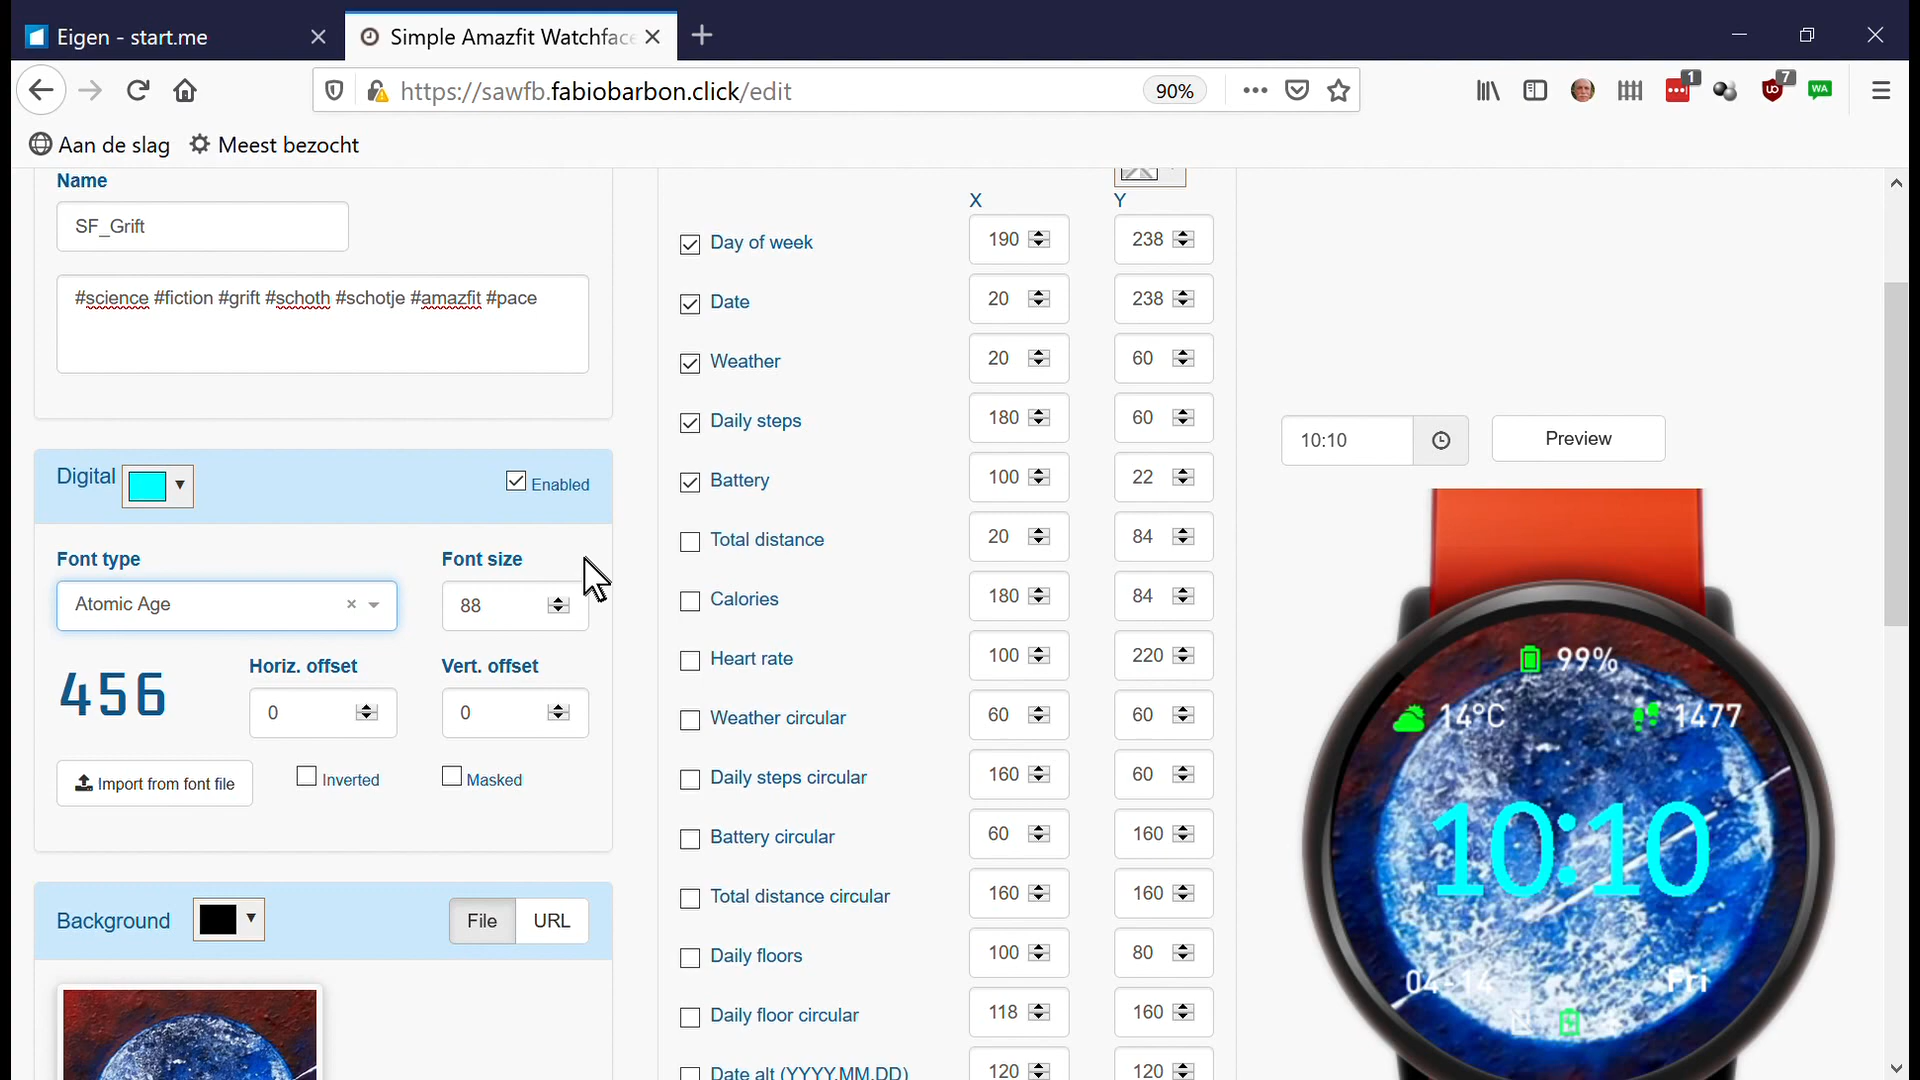 Eigen - start.me
Simple Amazfit Watchface
https://sawfb.fabiobarbon.click/edit
90%
1
7
WA
Aan de slag
Meest bezocht
Name
SF_Grift
#science #fiction #grift #schoth #schotje #amazfit #pace
Digital
Enabled
Font type
Font size
Atomic Age
88
456
Horiz. offset
Vert. offset
0
0
Import from font file
Inverted
Masked
Background
File
URL
X
Y
Day of week
190
238
Date
20
238
Weather
20
60
Daily steps
180
60
Battery
100
22
Total distance
20
84
Calories
180
84
Heart rate
100
220
Weather circular
60
60
Daily steps circular
160
60
Battery circular
60
160
Total distance circular
160
160
Daily floors
100
80
Daily floor circular
118
160
Date alt (YYYY.MM.DD)
120
120
10:10
Preview
99%
14°C
1477
10:10
04-14
Fri